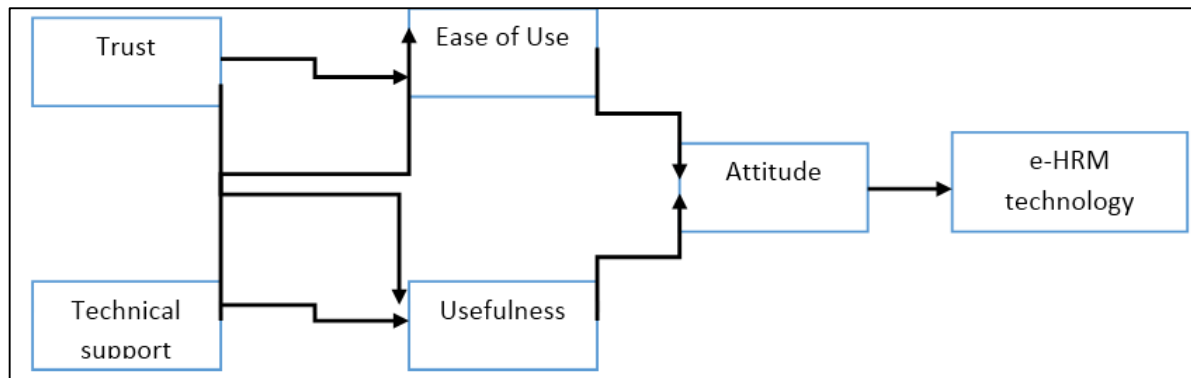 Trust
Ease of Use
Attitude
e-HRM
technology
Technical
support
Usefulness